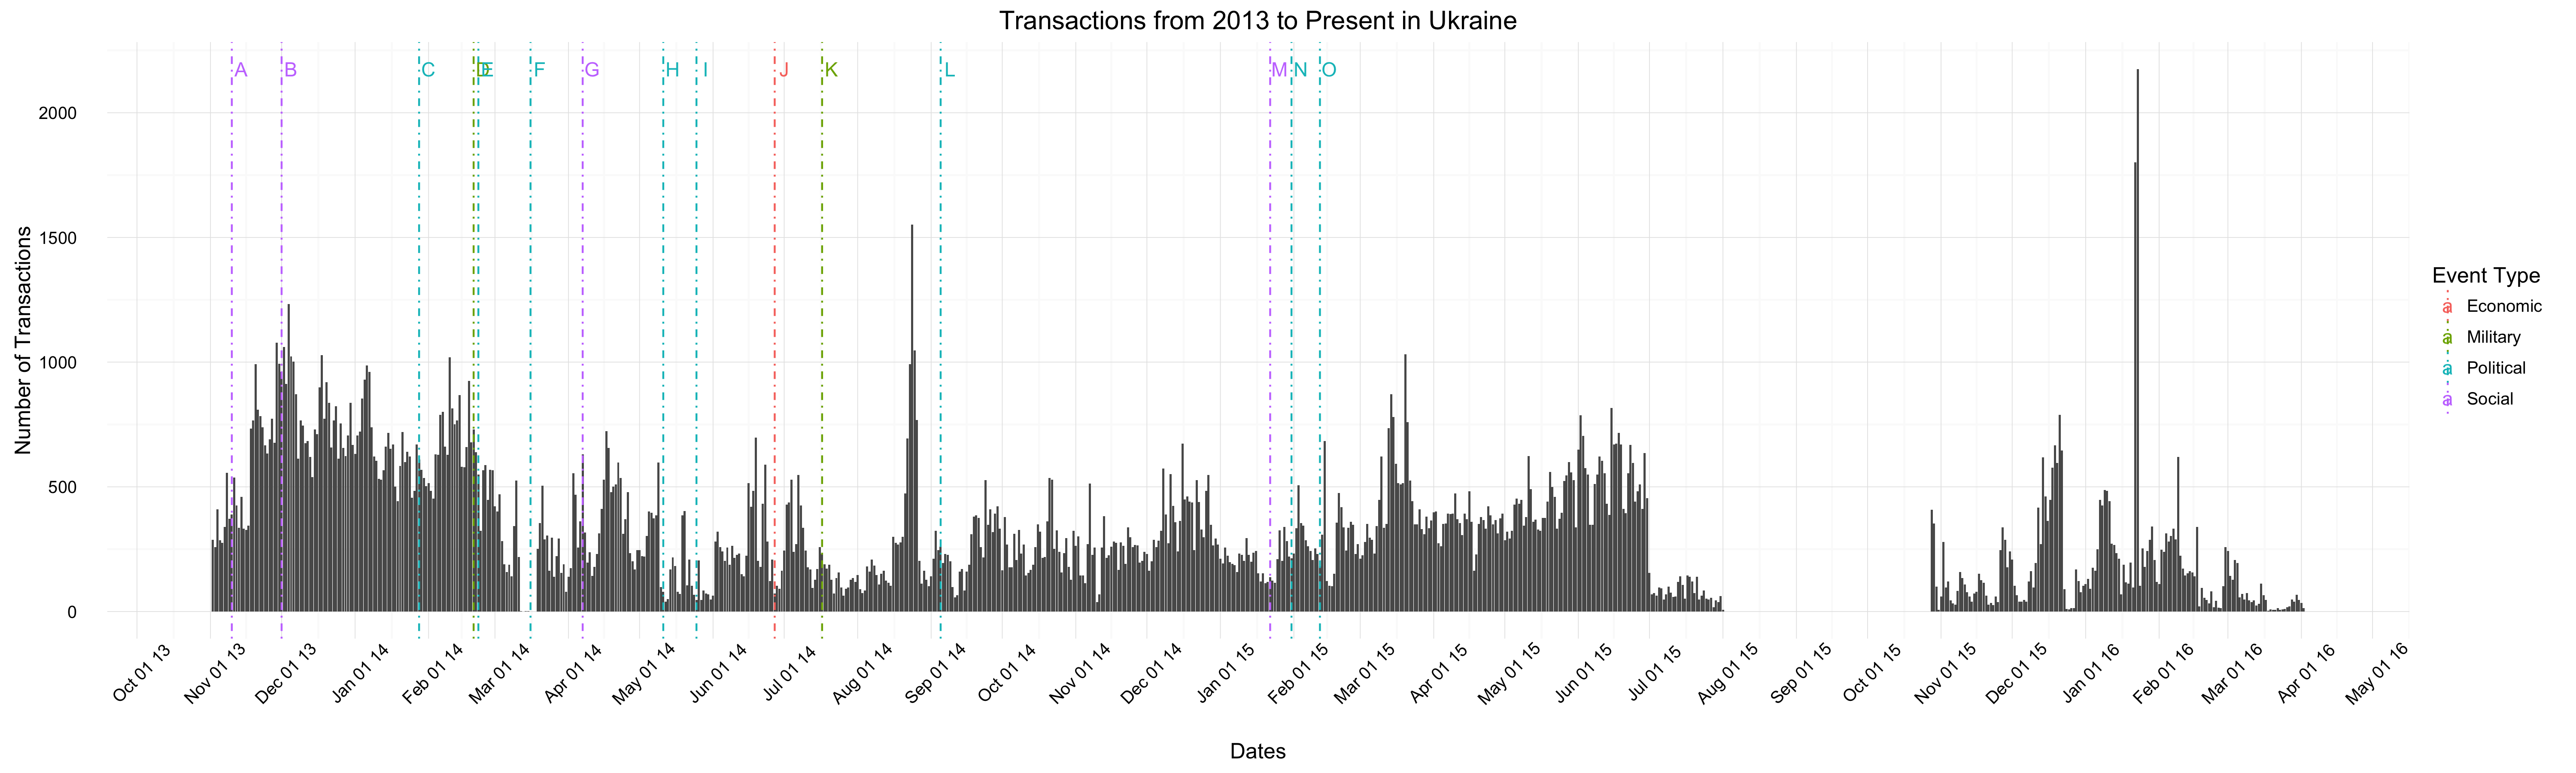 Transactions from 2013 to Present in Ukraine
A B C D E F G H I J K L M N O
Number of Transactions
2000
1500
1000
500
0
Oct 01 13 Nov 01 13 Dec 01 13 Jan 01 14 Feb 01 14 Mar 01 14 Apr 01 14 May 01 14 Jun 01 14 Jul 01 14 Aug 01 14 Sep 01 14 Oct 01 14 Nov 01 14 Dec 01 14 Jan 01 15 Feb 01 15 Mar 01 15 Apr 01 15 May 01 15 Jun 01 15 Jul 01 15 Aug 01 15 Sep 01 15 Oct 01 15 Nov 01 15 Dec 01 15 Jan 01 16 Feb 01 16 Mar 01 16 Apr 01 16 May 01 16
Dates
Event Type
a Economic
a Military
a Political
a Social